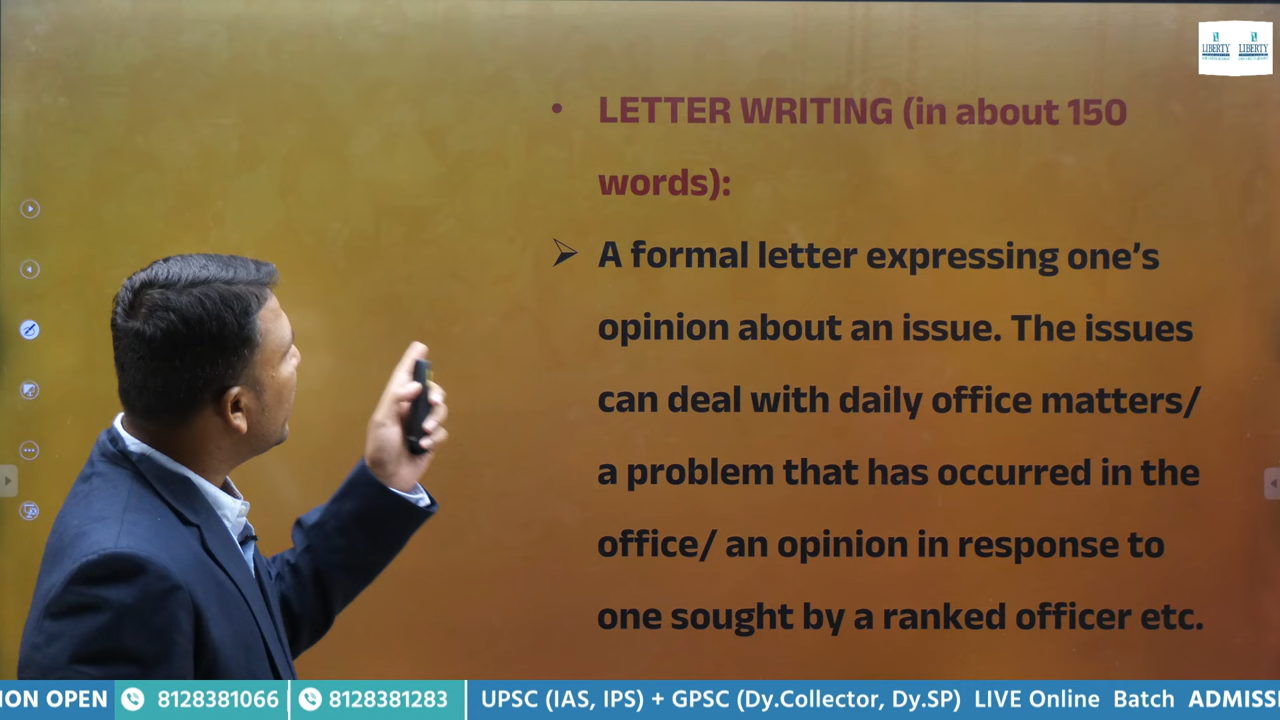 LIBERTY LIBERTY
• LETTER WRITING (in about 150
words):
➢ A formal letter expressing one’s
opinion about an issue. The issues
can deal with daily office matters/
a problem that has occurred in the
office/ an opinion in response to
one sought by a ranked officer etc.
ION OPEN 8128381066 8128381283 UPSC (IAS, IPS) + GPSC (Dy.Collector, Dy.SP) LIVE Online Batch ADMISS